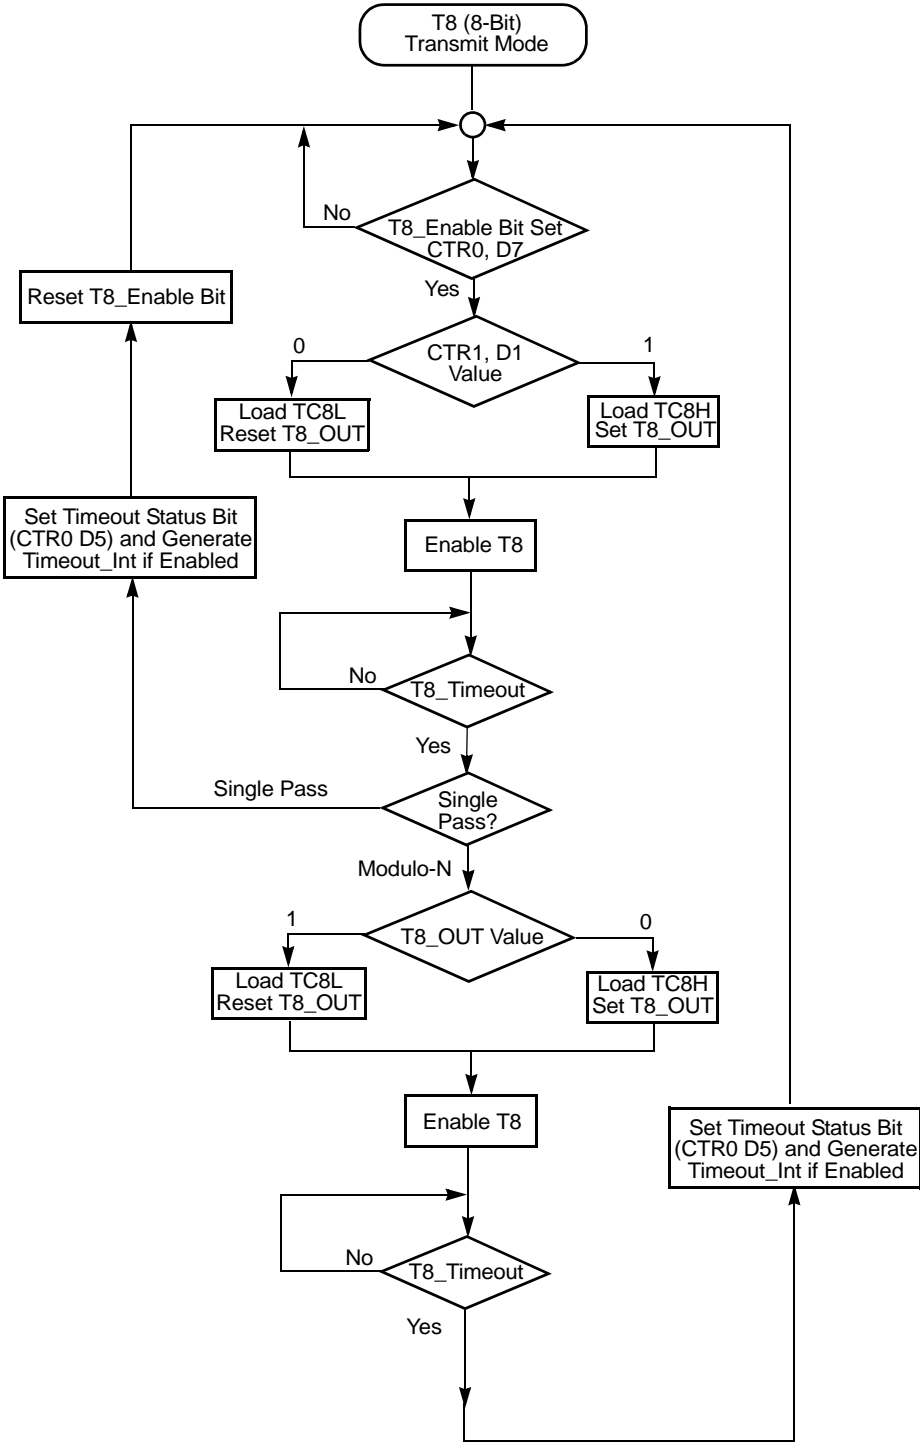 T8 (8-Bit)
Transmit Mode
No
T8_Enable Bit Set
CTR0, D7
Yes
Reset T8_Enable Bit
0
CTR1, D1
Value
1
Load TC8L
Reset T8_OUT
Load TC8H
Set T8_OUT
Set Timeout Status Bit
(CTR0 D5) and Generate
Timeout_Int if Enabled
Enable T8
No
T8_Timeout
Yes
Single Pass
Single
Pass?
Modulo-N
1
T8_OUT Value
0
Load TC8L
Reset T8_OUT
Load TC8H
Set T8_OUT
Enable T8
Set Timeout Status Bit
(CTR0 D5) and Generate
Timeout_Int if Enabled
No
T8_Timeout
Yes